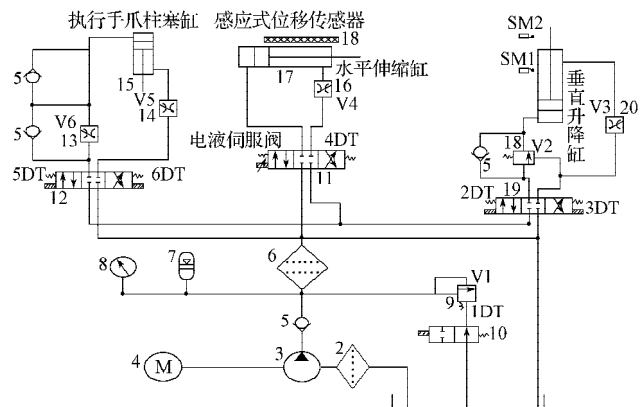 执行手爪柱塞缸
感应式位移传感器
18
SM2
SM1
5
15
17
水平伸缩缸
16
V4
V5
14
V6
13
5
垂直升降缸
V3
20
18
V2
5
电液伺服阀
4DT
7
11
5DT
6DT
12
2DT
19
3DT
8
7
6
V1
9
1DT
10
5
4
M
3
2